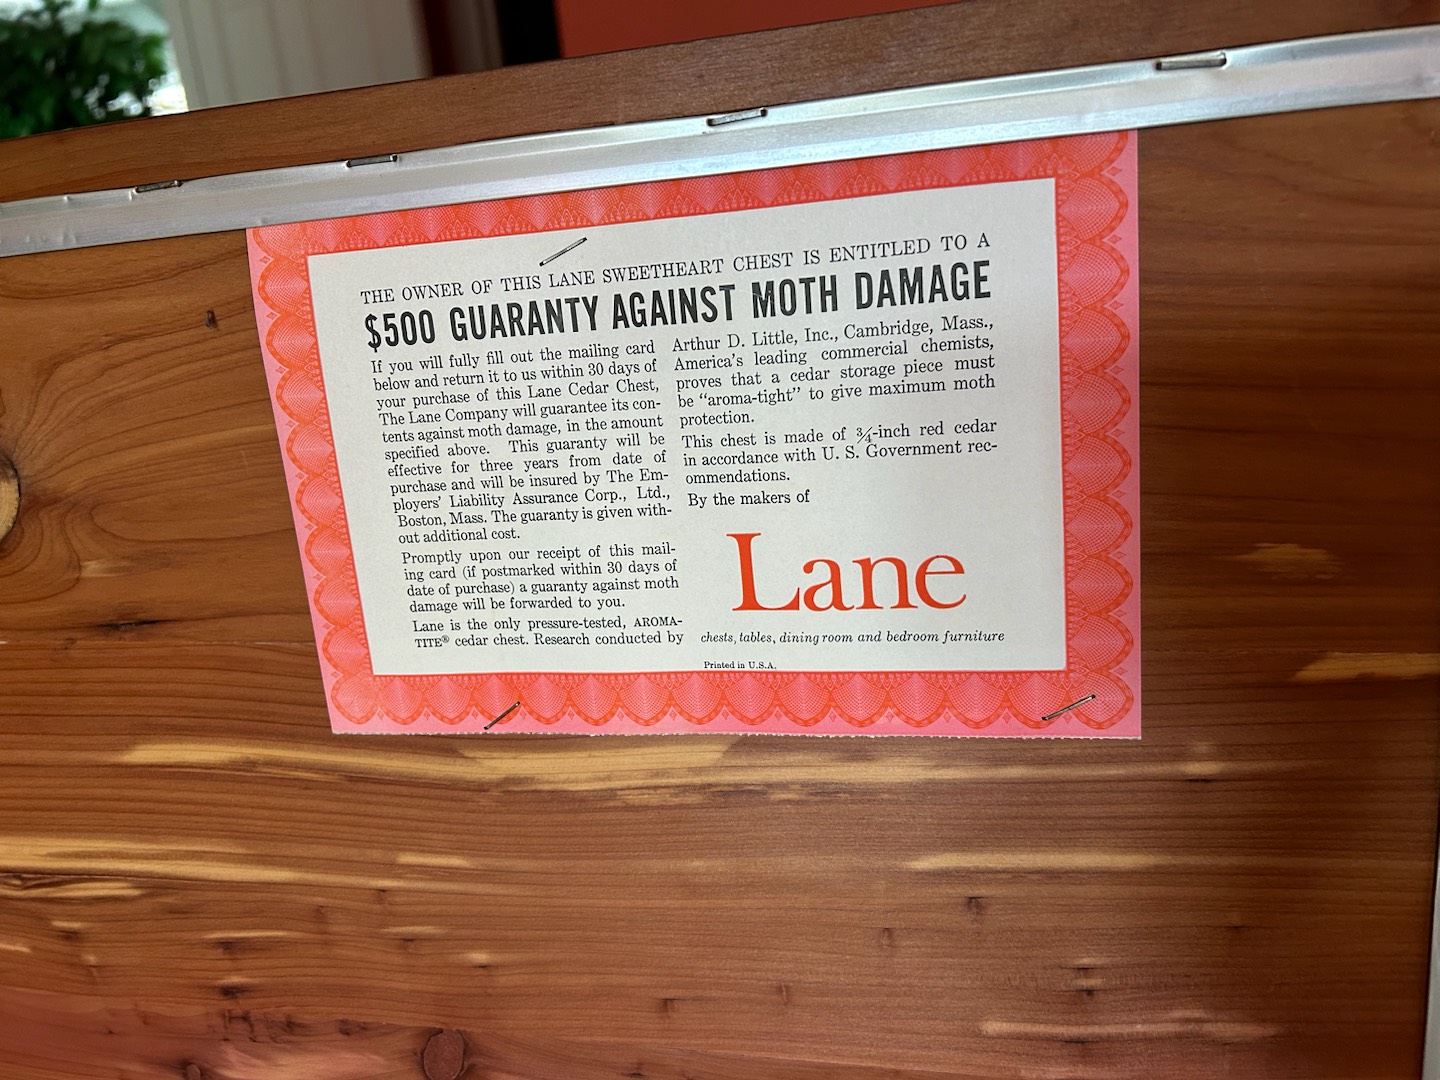 THE OWNER OF THIS LANE SWEETHEART CHEST IS ENTITLED TO A
$500 GUARANTY AGAINST MOTH DAMAGE
If you will fully fill out the mailing card
below and return it to us within 30 days of
your purchase of this Lane Cedar Chest,
The Lane Company will guarantee its con-
tents against moth damage, in the amount
specified above. This guaranty will be
effective for three years from date of
purchase and will be insured by The Em-
ployers' Liability Assurance Corp., Ltd.,
Boston, Mass. The guaranty is given with-
out additional cost.
Promptly upon our receipt of this mail-
ing card (if postmarked within 30 days of
date of purchase) a guaranty against moth
damage will be forwarded to you.
Lane is the only pressure-tested, AROMA-
TITE® cedar chest. Research conducted by
Arthur D. Little, Inc., Cambridge, Mass.,
America's leading commercial chemists,
proves that a cedar storage piece must
be "aroma-tight" to give maximum moth
protection.
This chest is made of ¾-inch red cedar
in accordance with U. S. Government rec-
ommendations.
By the makers of
Lane
chests, tables, dining room and bedroom furniture
Printed in U.S.A.